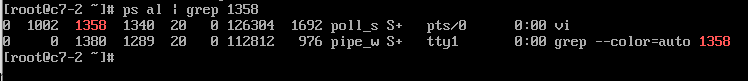 [root@c7-2 ~]# ps al | grep 1358
0 1002 1358 1340 20 0 126304 1692 poll_s S+ pts/0 0:00 vi
0 0 1380 1289 20 0 112812 976 pipe_w S+ tty1 0:00 grep --color=auto 1358
[root@c7-2 ~]#